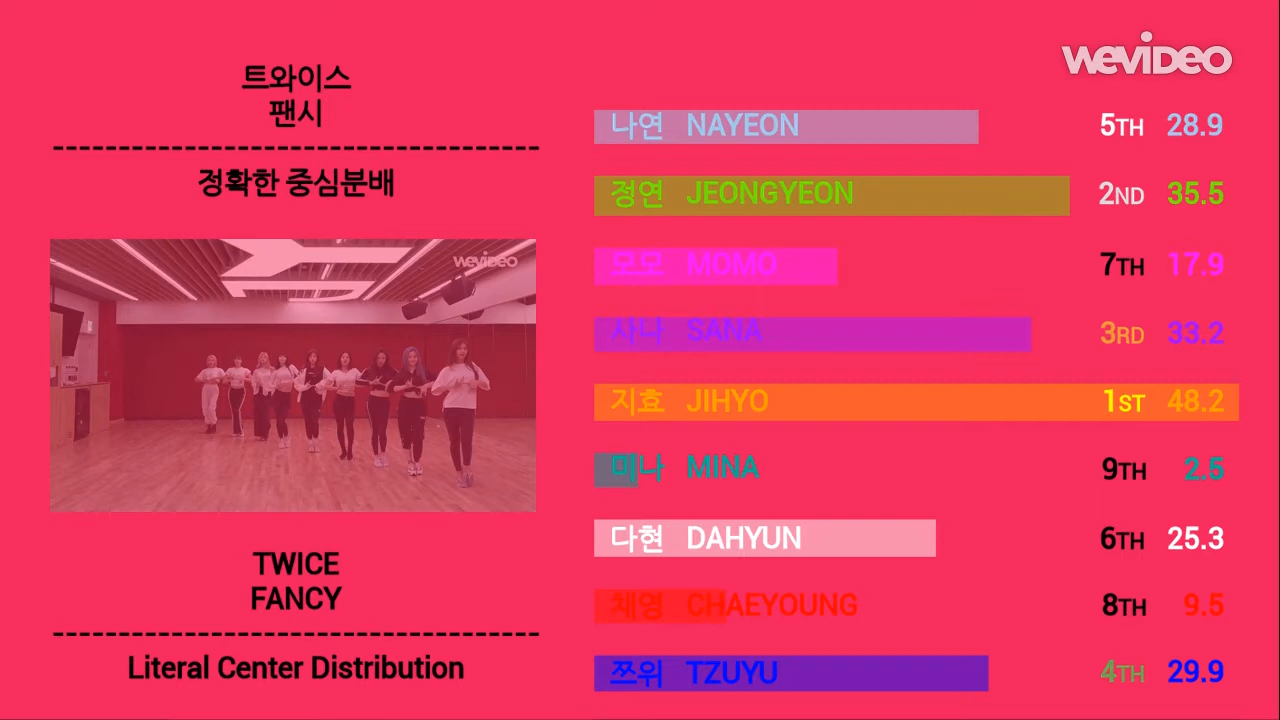 트와이스
팬시
정확한 중심분배
wevideo
TWICE
FANCY
Literal Center Distribution
wevideo
나연 NAYEON 5TH 28.9
정연 JEONGYEON 2ND 35.5
모모 MOMO 7TH 17.9
사나 SANA 3RD 33.2
지효 JIHYO 1ST 48.2
미나 MINA 9TH 2.5
다현 DAHYUN 6TH 25.3
채영 CHAEYOUNG 8TH 9.5
쯔위 TZUYU 4TH 29.9